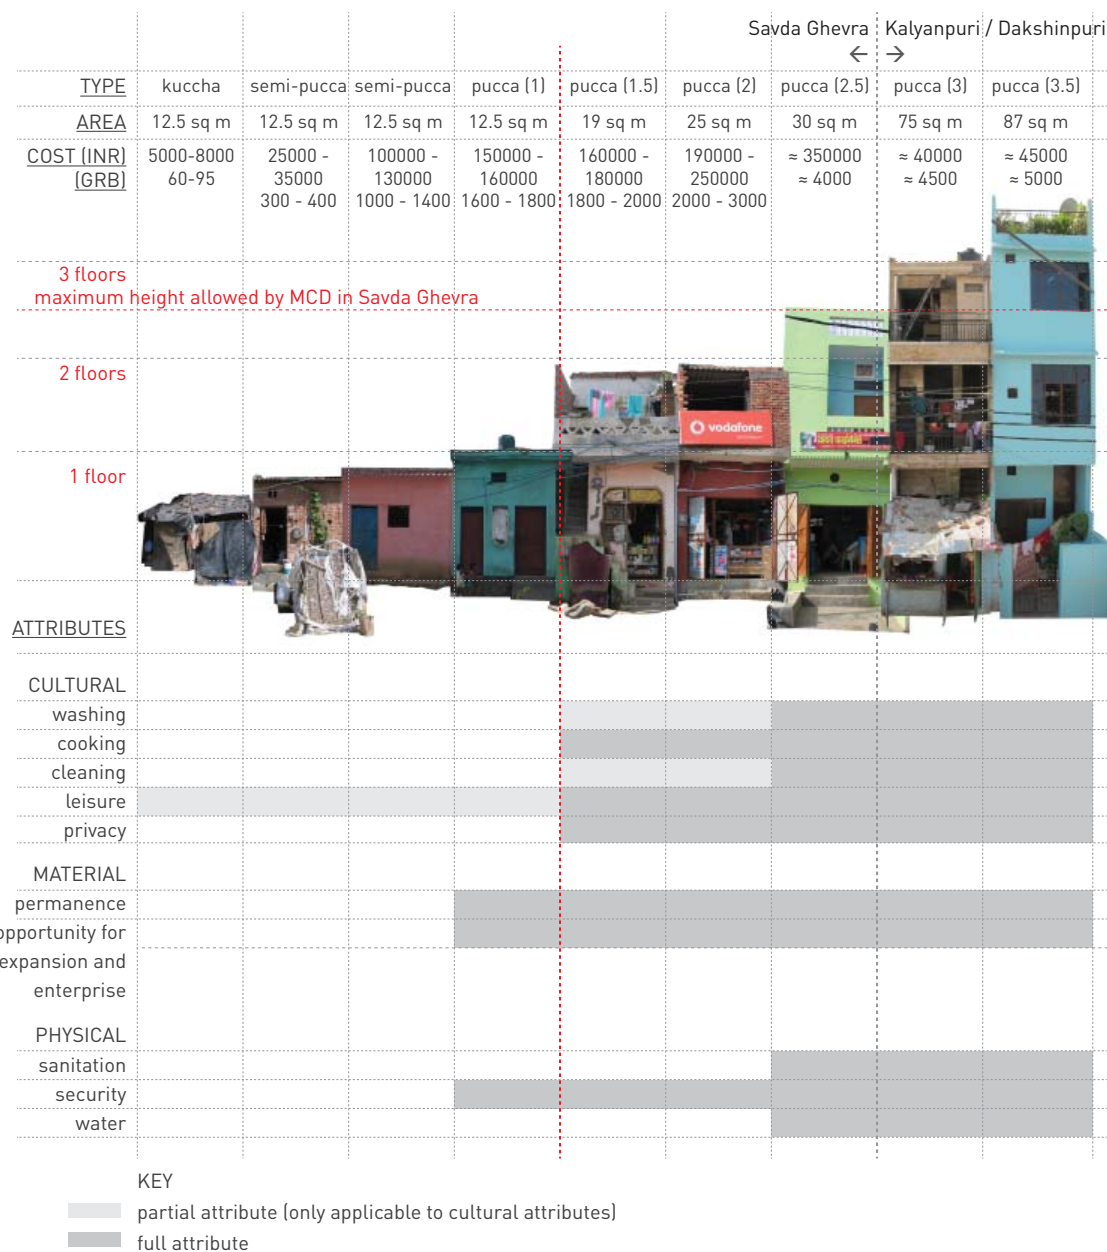 Savda Ghevra Kalyanpuri / Dakshinpuri
← →
TYPE kuccha semi-pucca semi-pucca pucca (1) pucca (1.5) pucca (2) pucca (2.5) pucca (3) pucca (3.5)
AREA 12.5 sq m 12.5 sq m 12.5 sq m 12.5 sq m 19 sq m 25 sq m 30 sq m 75 sq m 87 sq m
COST (INR) 5000-8000 25000 - 100000 - 150000 - 160000 - 190000 - ≈ 350000 ≈ 40000 ≈ 45000
(GRB) 60-95 35000 130000 160000 180000 250000 ≈ 4000 ≈ 4500 ≈ 5000
300 - 400 1000 - 1400 1600 - 1800 1800 - 2000 2000 - 3000
3 floors
maximum height allowed by MCD in Savda Ghevra
2 floors
vodafone
1 floor
ATTRIBUTES
CULTURAL
washing
cooking
cleaning
leisure
privacy
MATERIAL
permanence
opportunity for
expansion and
enterprise
PHYSICAL
sanitation
security
water
KEY
partial attribute (only applicable to cultural attributes)
full attribute